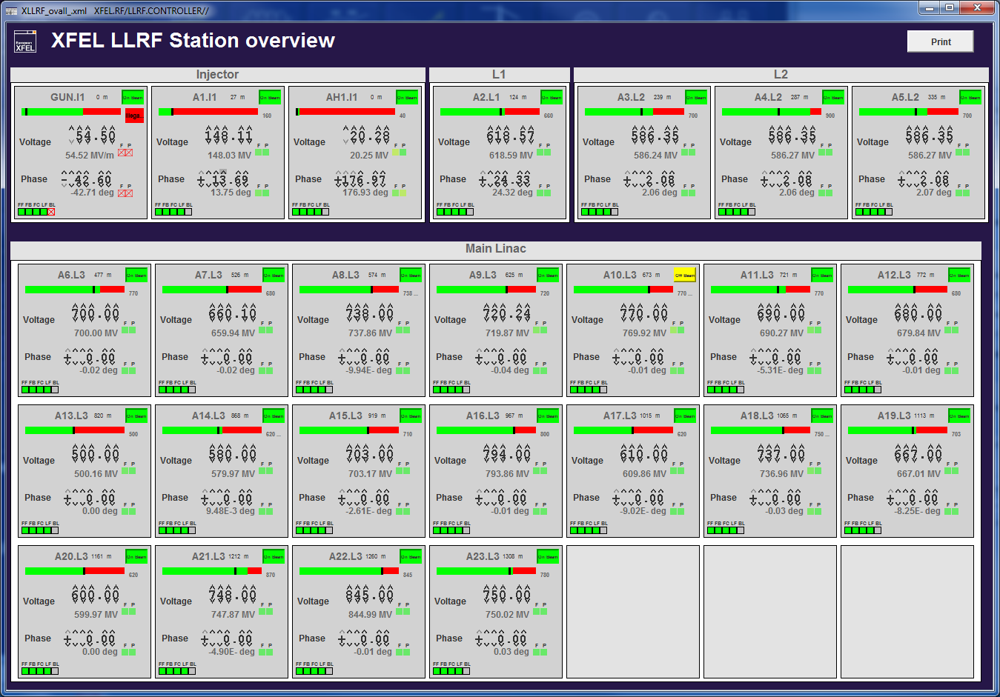 XLLRF_ovall_.xml XFEL.RF/LLRF.CONTROLLER//
European XFEL
XFEL LLRF Station overview
Print
Injector
L1
L2
GUN.I1 0 m On Beam
Illega...
Voltage 54.50
54.52 MV/m F P
Phase -42.60
-42.71 deg F P
FF FB FC LF BL
A1.I1 27 m On Beam
160
Voltage 148.11
148.03 MV F P
Phase +13.69
13.75 deg F P
FF FB FC LF BL
AH1.I1 0 m On Beam
40
Voltage 20.28
20.25 MV F P
Phase +176.97
176.93 deg F P
FF FB FC LF BL
A2.L1 124 m On Beam
660
Voltage 618.57
618.59 MV F P
Phase +24.33
24.32 deg F P
FF FB FC LF BL
A3.L2 239 m On Beam
700
Voltage 586.35
586.24 MV F P
Phase +2.08
2.06 deg F P
FF FB FC LF BL
A4.L2 287 m On Beam
900
Voltage 586.35
586.27 MV F P
Phase +2.08
2.06 deg F P
FF FB FC LF BL
A5.L2 335 m On Beam
700
Voltage 586.35
586.27 MV F P
Phase +2.08
2.07 deg F P
FF FB FC LF BL
Main Linac
A6.L3 477 m On Beam
770
Voltage 700.00
700.00 MV F P
Phase +0.00
-0.02 deg F P
FF FB FC LF BL
A7.L3 526 m On Beam
680
Voltage 660.10
659.94 MV F P
Phase +0.00
-0.02 deg F P
FF FB FC LF BL
A8.L3 574 m On Beam
738 ...
Voltage 738.00
737.86 MV F P
Phase +0.00
-9.94E- deg F P
FF FB FC LF BL
A9.L3 625 m On Beam
720
Voltage 720.24
719.87 MV F P
Phase +0.00
-0.04 deg F P
FF FB FC LF BL
A10.L3 673 m Off Beam
770 ...
Voltage 770.00
769.92 MV F P
Phase +0.00
-0.01 deg F P
FF FB FC LF BL
A11.L3 721 m On Beam
770
Voltage 690.00
690.27 MV F P
Phase +0.00
-5.31E- deg F P
FF FB FC LF BL
A12.L3 772 m On Beam
680
Voltage 680.00
679.84 MV F P
Phase +0.00
-0.01 deg F P
FF FB FC LF BL
A13.L3 820 m On Beam
500
Voltage 500.00
500.16 MV F P
Phase +0.00
0.00 deg F P
FF FB FC LF BL
A14.L3 868 m On Beam
620 ...
Voltage 580.00
579.97 MV F P
Phase +0.00
9.48E-3 deg F P
FF FB FC LF BL
A15.L3 919 m On Beam
710
Voltage 703.00
703.17 MV F P
Phase +0.00
-2.61E- deg F P
FF FB FC LF BL
A16.L3 967 m On Beam
800
Voltage 794.00
793.86 MV F P
Phase +0.00
-0.01 deg F P
FF FB FC LF BL
A17.L3 1015 m On Beam
620
Voltage 610.00
609.86 MV F P
Phase +0.00
-9.02E- deg F P
FF FB FC LF BL
A18.L3 1065 m On Beam
750 ...
Voltage 737.00
736.96 MV F P
Phase +0.00
-0.03 deg F P
FF FB FC LF BL
A19.L3 1113 m On Beam
703
Voltage 667.00
667.01 MV F P
Phase +0.00
-8.25E- deg F P
FF FB FC LF BL
A20.L3 1161 m On Beam
620
Voltage 600.00
599.97 MV F P
Phase +0.00
0.00 deg F P
FF FB FC LF BL
A21.L3 1212 m On Beam
870
Voltage 748.00
747.87 MV F P
Phase +0.00
-4.90E- deg F P
FF FB FC LF BL
A22.L3 1260 m On Beam
845
Voltage 845.00
844.99 MV F P
Phase +0.00
-0.01 deg F P
FF FB FC LF BL
A23.L3 1308 m On Beam
780
Voltage 750.00
750.02 MV F P
Phase +0.00
0.03 deg F P
FF FB FC LF BL